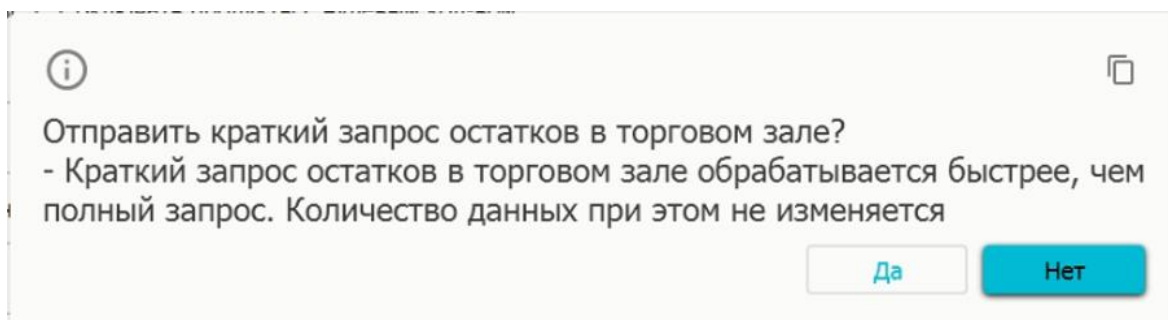 Отправить краткий запрос остатков в торговом зале?
- Краткий запрос остатков в торговом зале обрабатывается быстрее, чем
полный запрос. Количество данных при этом не изменяется
Да
Нет